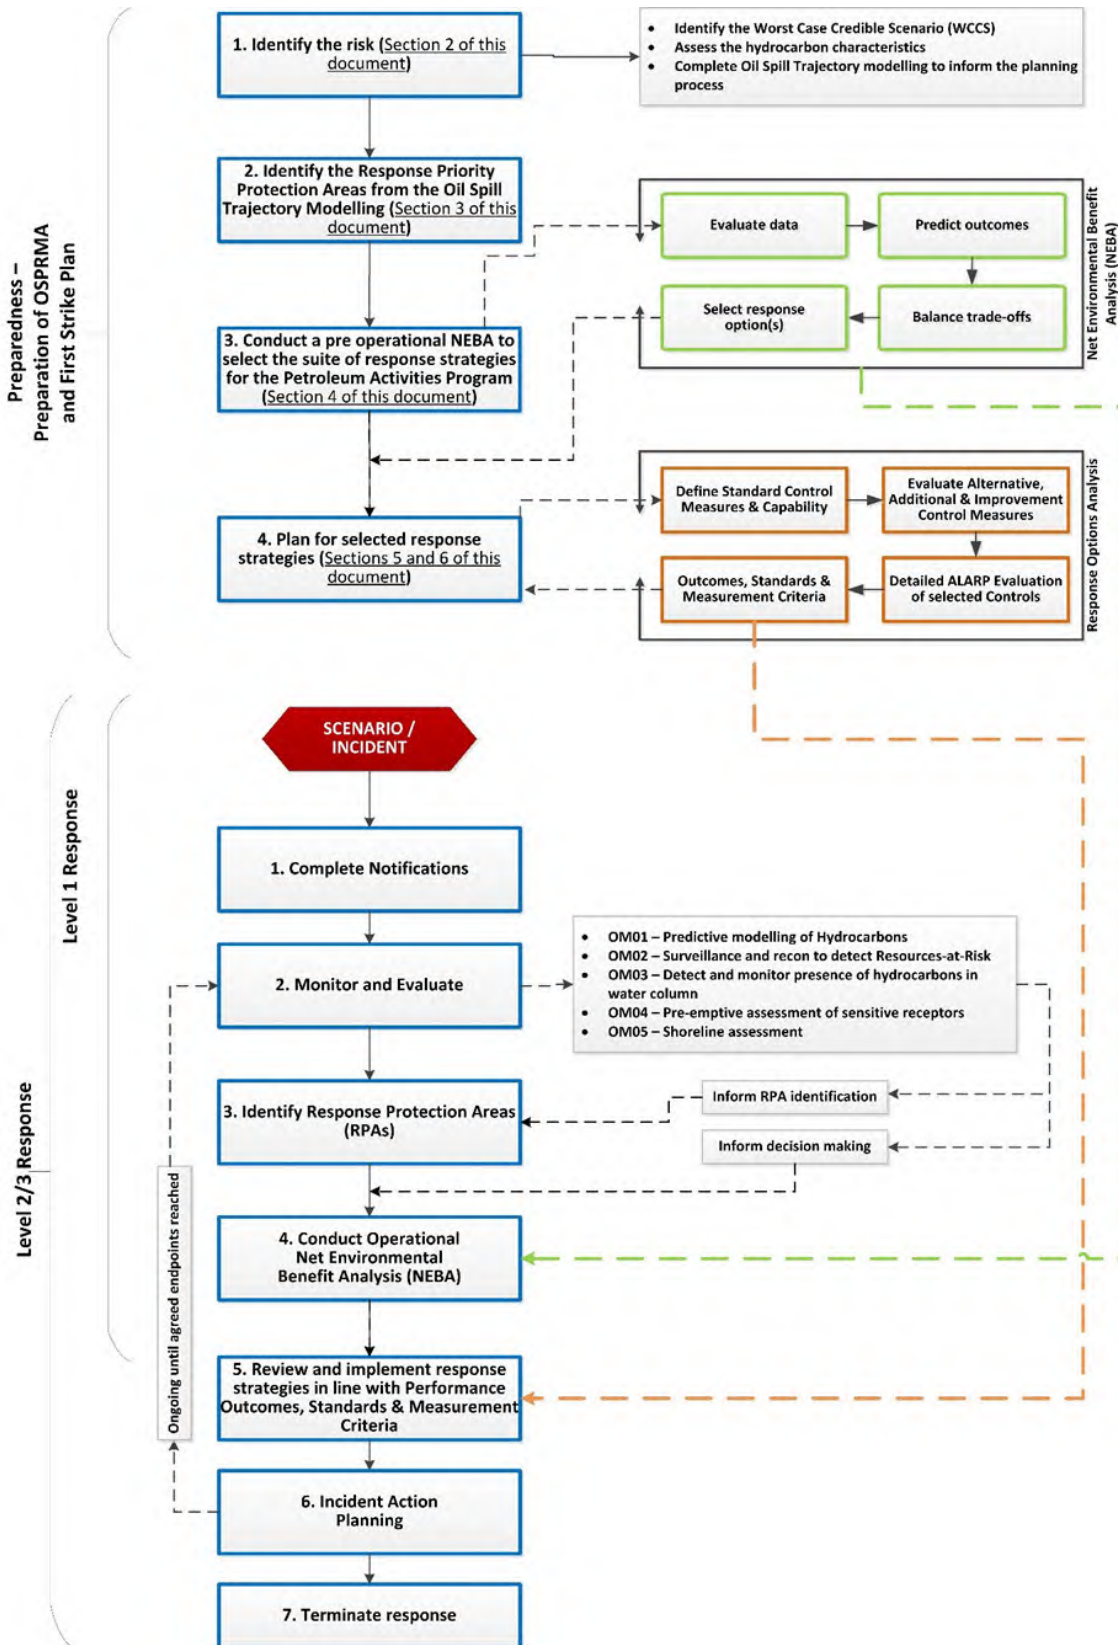 Preparedness –
Preparation of OSPRMA
and First Strike Plan
1. Identify the risk (Section 2 of this
document)
• Identify the Worst Case Credible Scenario (WCCS)
• Assess the hydrocarbon characteristics
• Complete Oil Spill Trajectory modelling to inform the planning
process
2. Identify the Response Priority
Protection Areas from the Oil Spill
Trajectory Modelling (Section 3 of this
document)
Evaluate data
Predict outcomes
Select response
option(s)
Balance trade-offs
Net Environmental Benefit
Analysis (NEBA)
3. Conduct a pre operational NEBA to
select the suite of response strategies
for the Petroleum Activities Program
(Section 4 of this document)
4. Plan for selected response
strategies (Sections 5 and 6 of this
document)
Define Standard Control
Measures & Capability
Evaluate Alternative,
Additional & Improvement
Control Measures
Outcomes, Standards &
Measurement Criteria
Detailed ALARP Evaluation
of selected Controls
Response Options Analysis
Level 2/3 Response
Level 1 Response
SCENARIO /
INCIDENT
1. Complete Notifications
2. Monitor and Evaluate
• OM01 – Predictive modelling of Hydrocarbons
• OM02 – Surveillance and recon to detect Resources-at-Risk
• OM03 – Detect and monitor presence of hydrocarbons in
water column
• OM04 – Pre-emptive assessment of sensitive receptors
• OM05 – Shoreline assessment
3. Identify Response Protection Areas
(RPAs)
Inform RPA identification
Inform decision making
Ongoing until agreed endpoints reached
4. Conduct Operational
Net Environmental
Benefit Analysis (NEBA)
5. Review and implement response
strategies in line with Performance
Outcomes, Standards & Measurement
Criteria
6. Incident Action
Planning
7. Terminate response